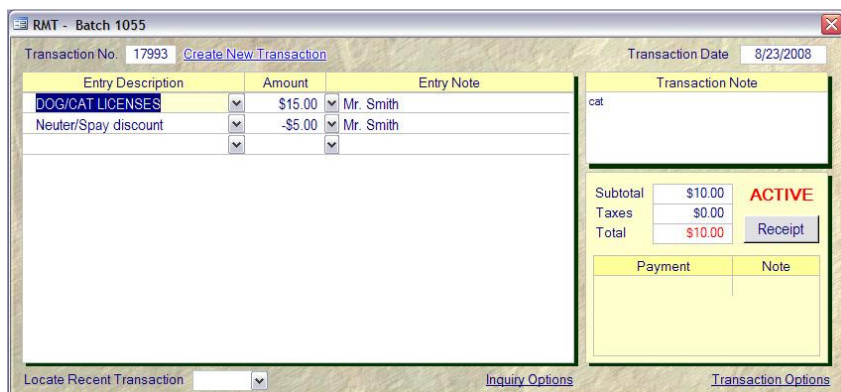 RMT - Batch 1055
Transaction No. 17993 Create New Transaction Transaction Date 8/23/2008
Entry Description Amount Entry Note
DOG/CAT LICENSES $15.00 Mr. Smith
Neuter/Spay discount -$5.00 Mr. Smith
Transaction Note
cat
Subtotal $10.00 ACTIVE
Taxes $0.00
Total $10.00 Receipt
Payment Note
Locate Recent Transaction Inquiry Options Transaction Options